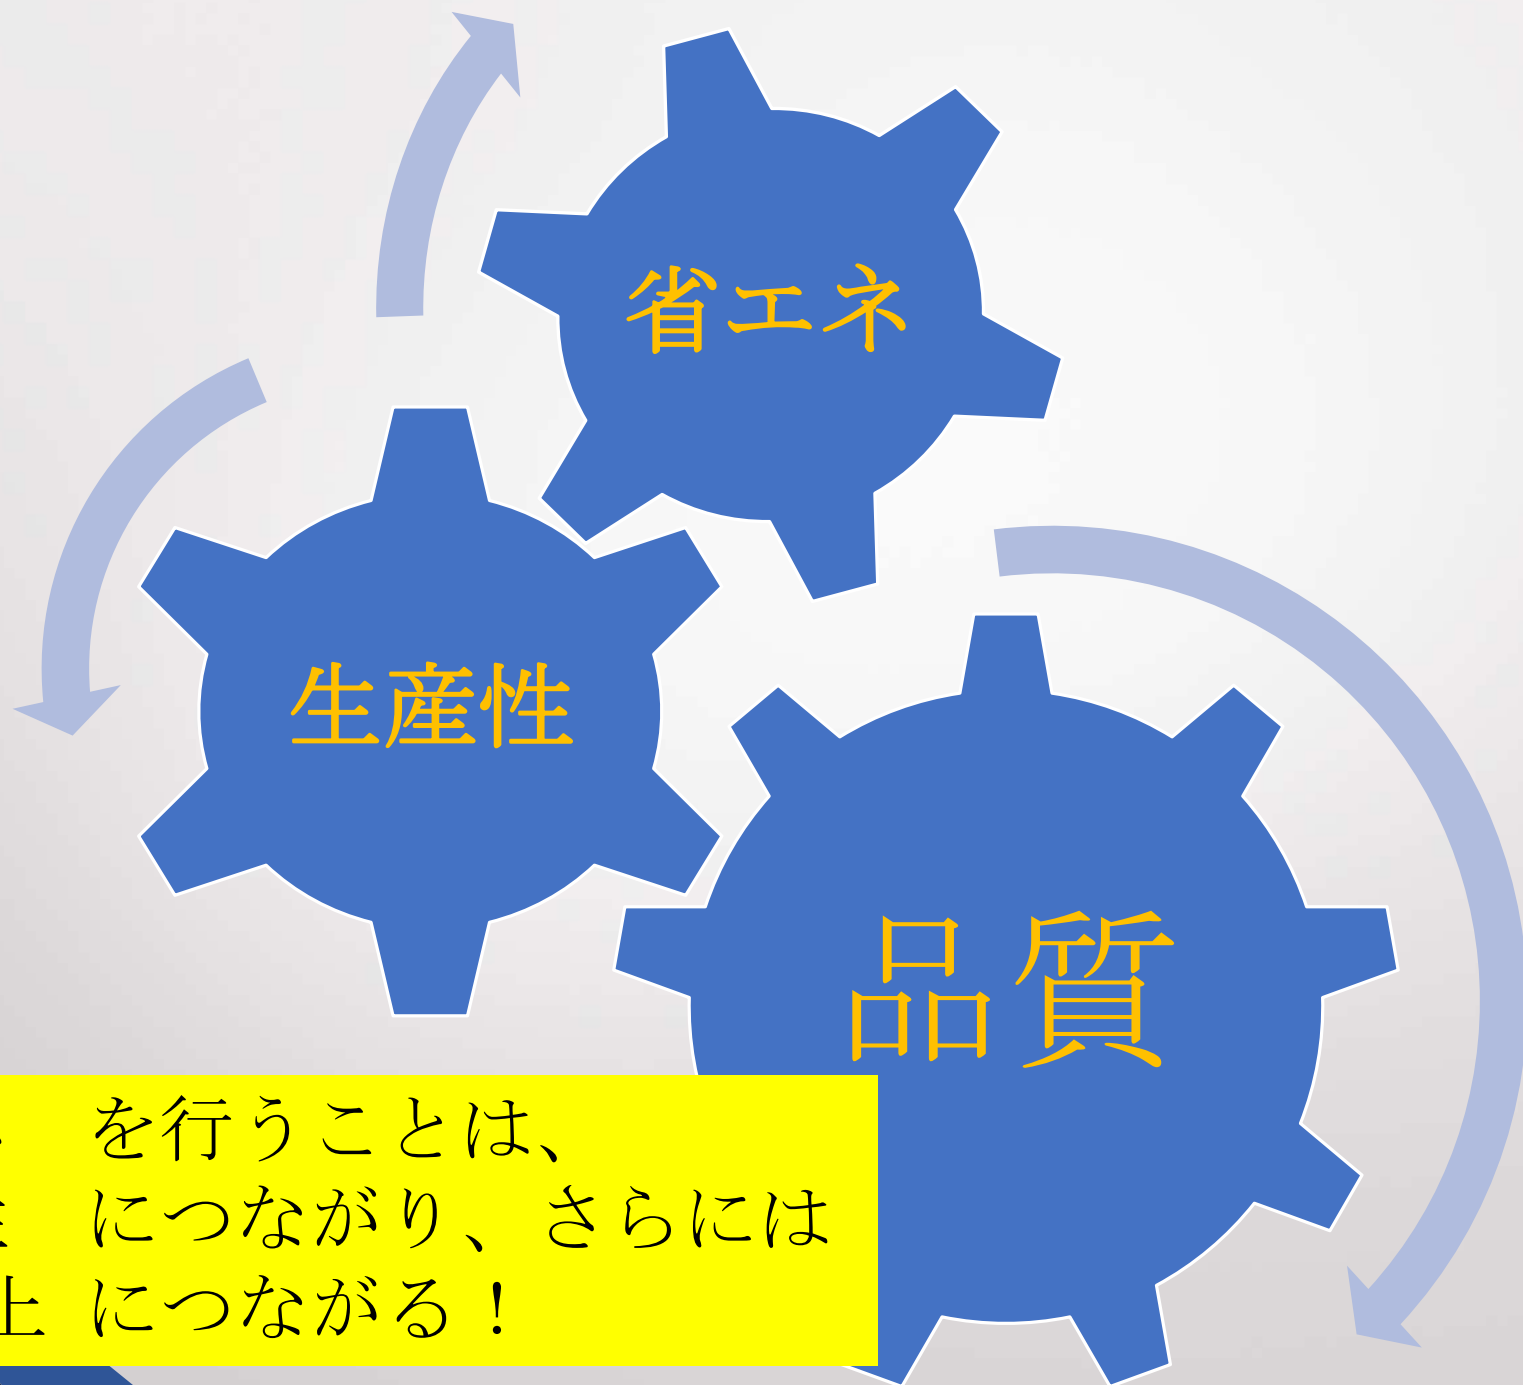 省エネ
生産性
品質
を行うことは、
につながり、さらには
上 につながる！